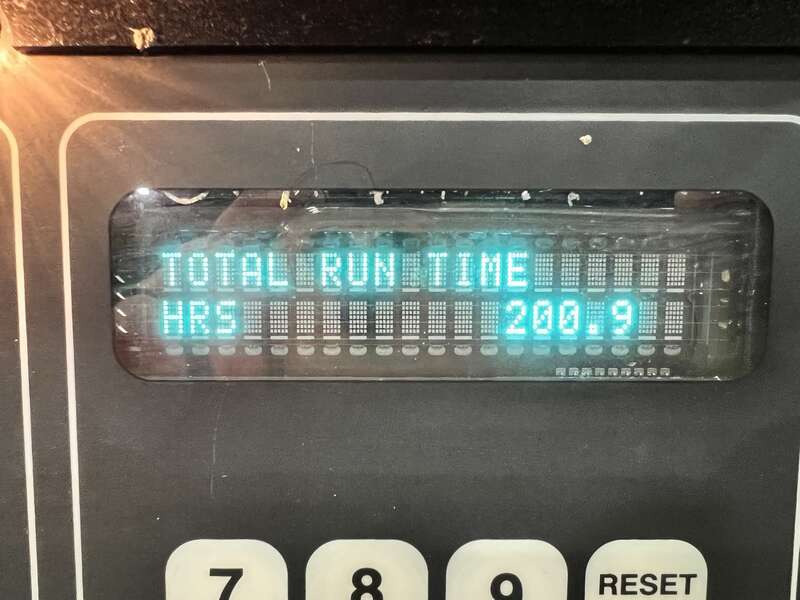 TOTAL RUN TIME
HRS 200.9
7 8 9 RESET